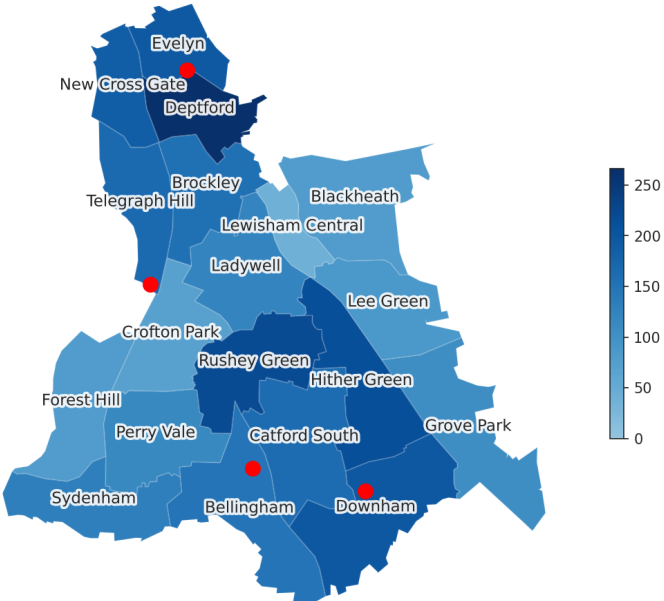 Evelyn
New Cross Gate
Deptford
Brockley
Telegraph Hill
Blackheath
Lewisham Central
Ladywell
Lee Green
Crofton Park
Rushey Green
Hither Green
Forest Hill
Perry Vale
Catford South
Grove Park
Sydenham
Bellingham
Downham
250
200
150
100
50
0